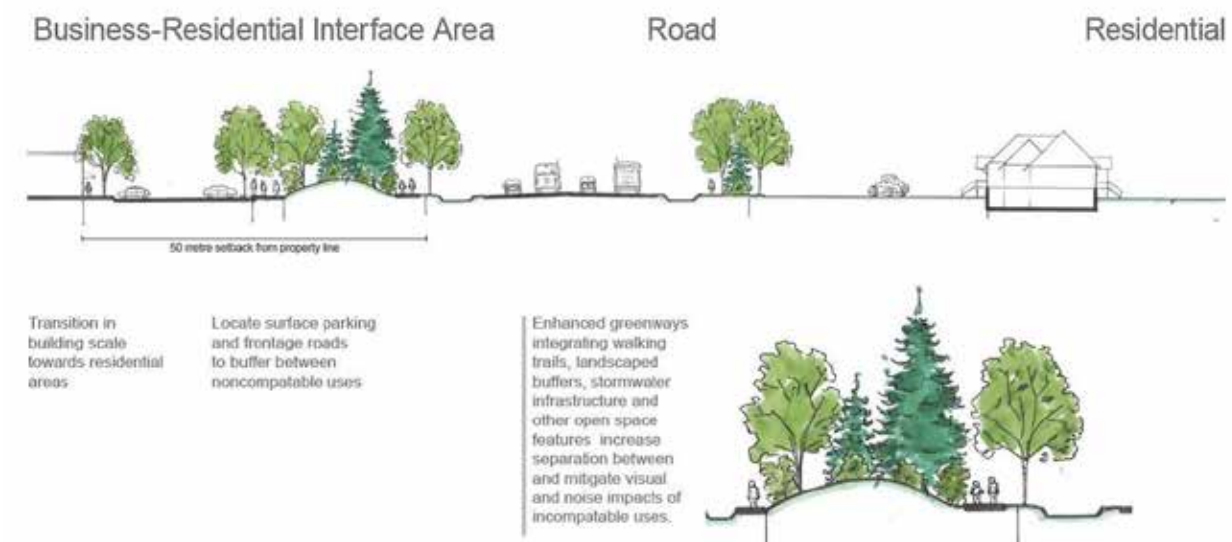 Business-Residential Interface Area
Road
Residential
50 metre setback from property line
Transition in
building scale
towards residential
areas
Locate surface parking
and frontage roads
to buffer between
noncompatable uses
Enhanced greenways
integrating walking
trails, landscaped
buffers, stormwater
infrastructure and
other open space
features increase
separation between
and mitigate visual
and noise impacts of
incompatable uses.